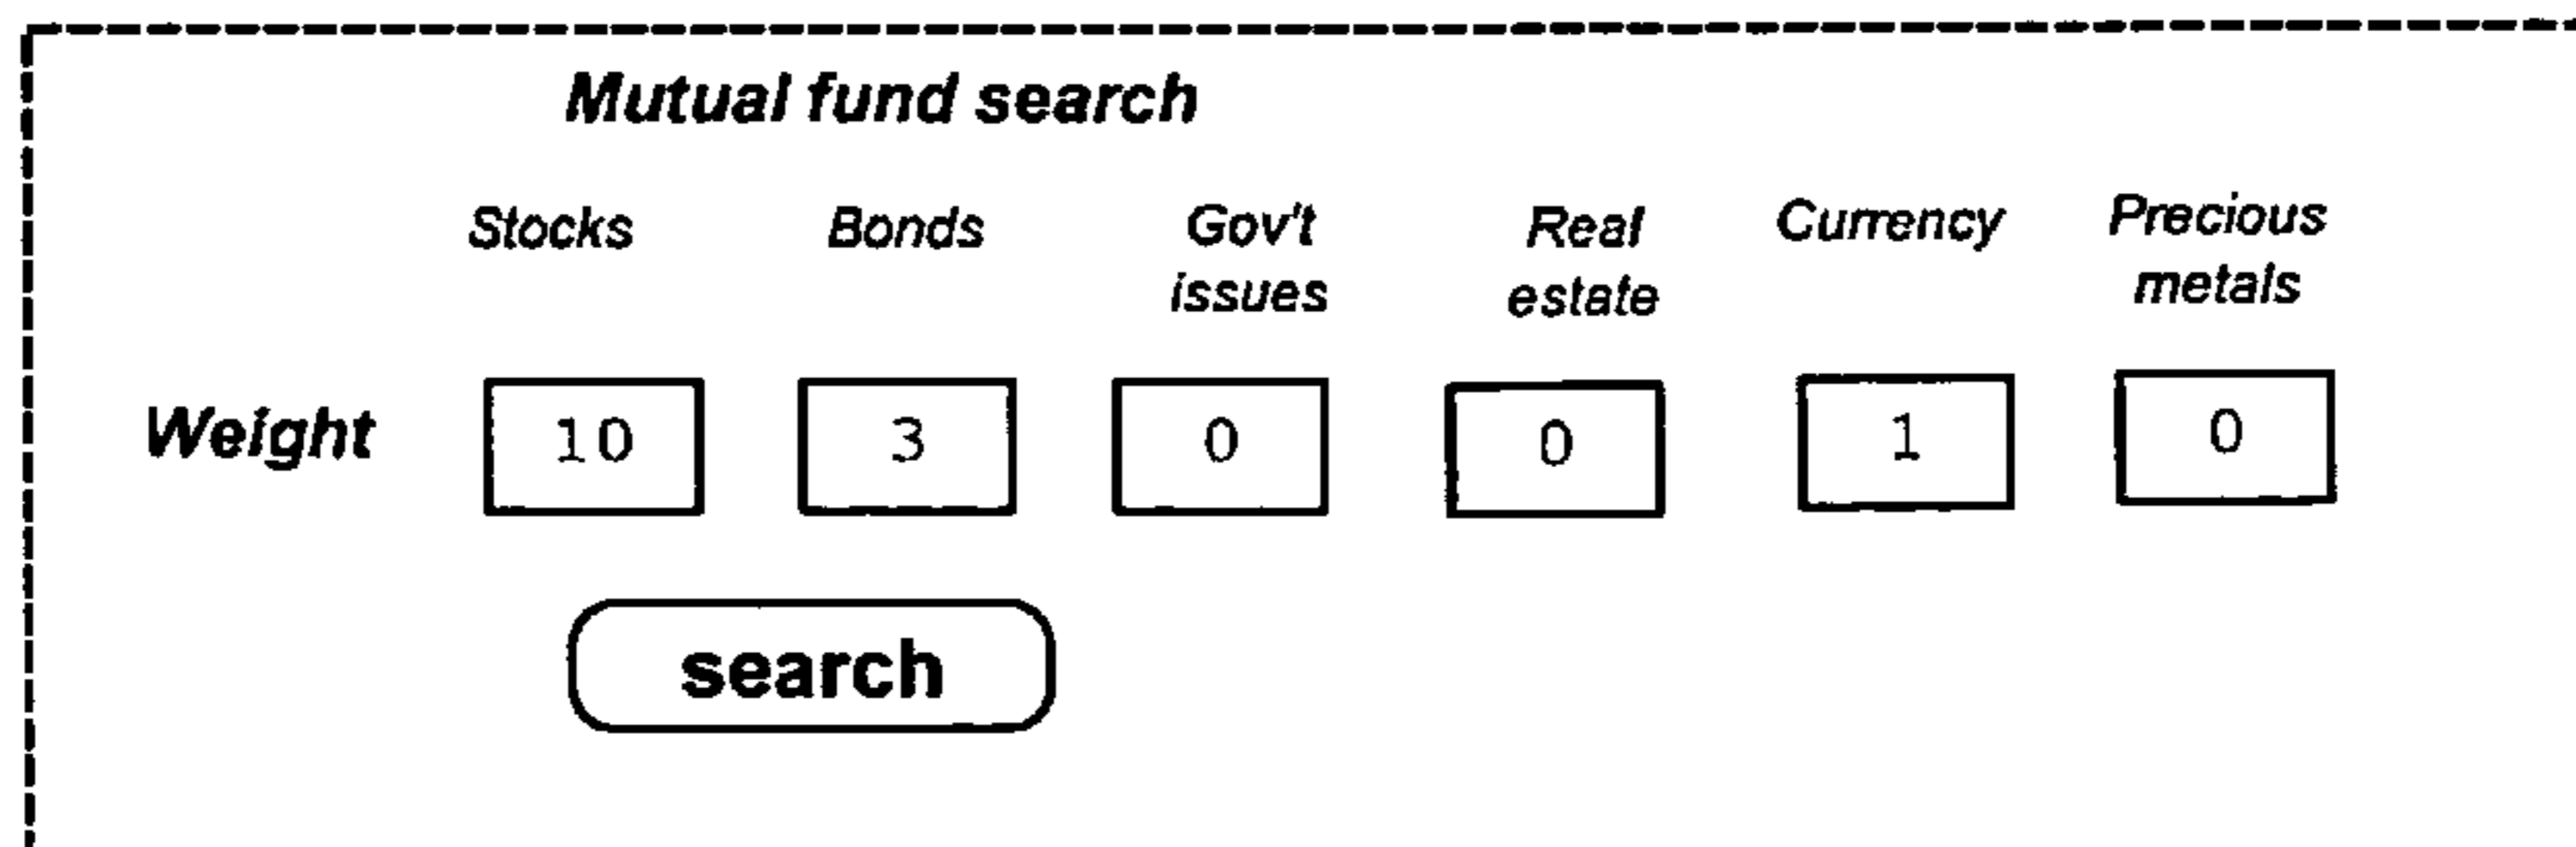 Mutual fund search
Stocks Bonds Gov't issues Real estate Currency Precious metals
Weight 10 3 0 0 1 0
search